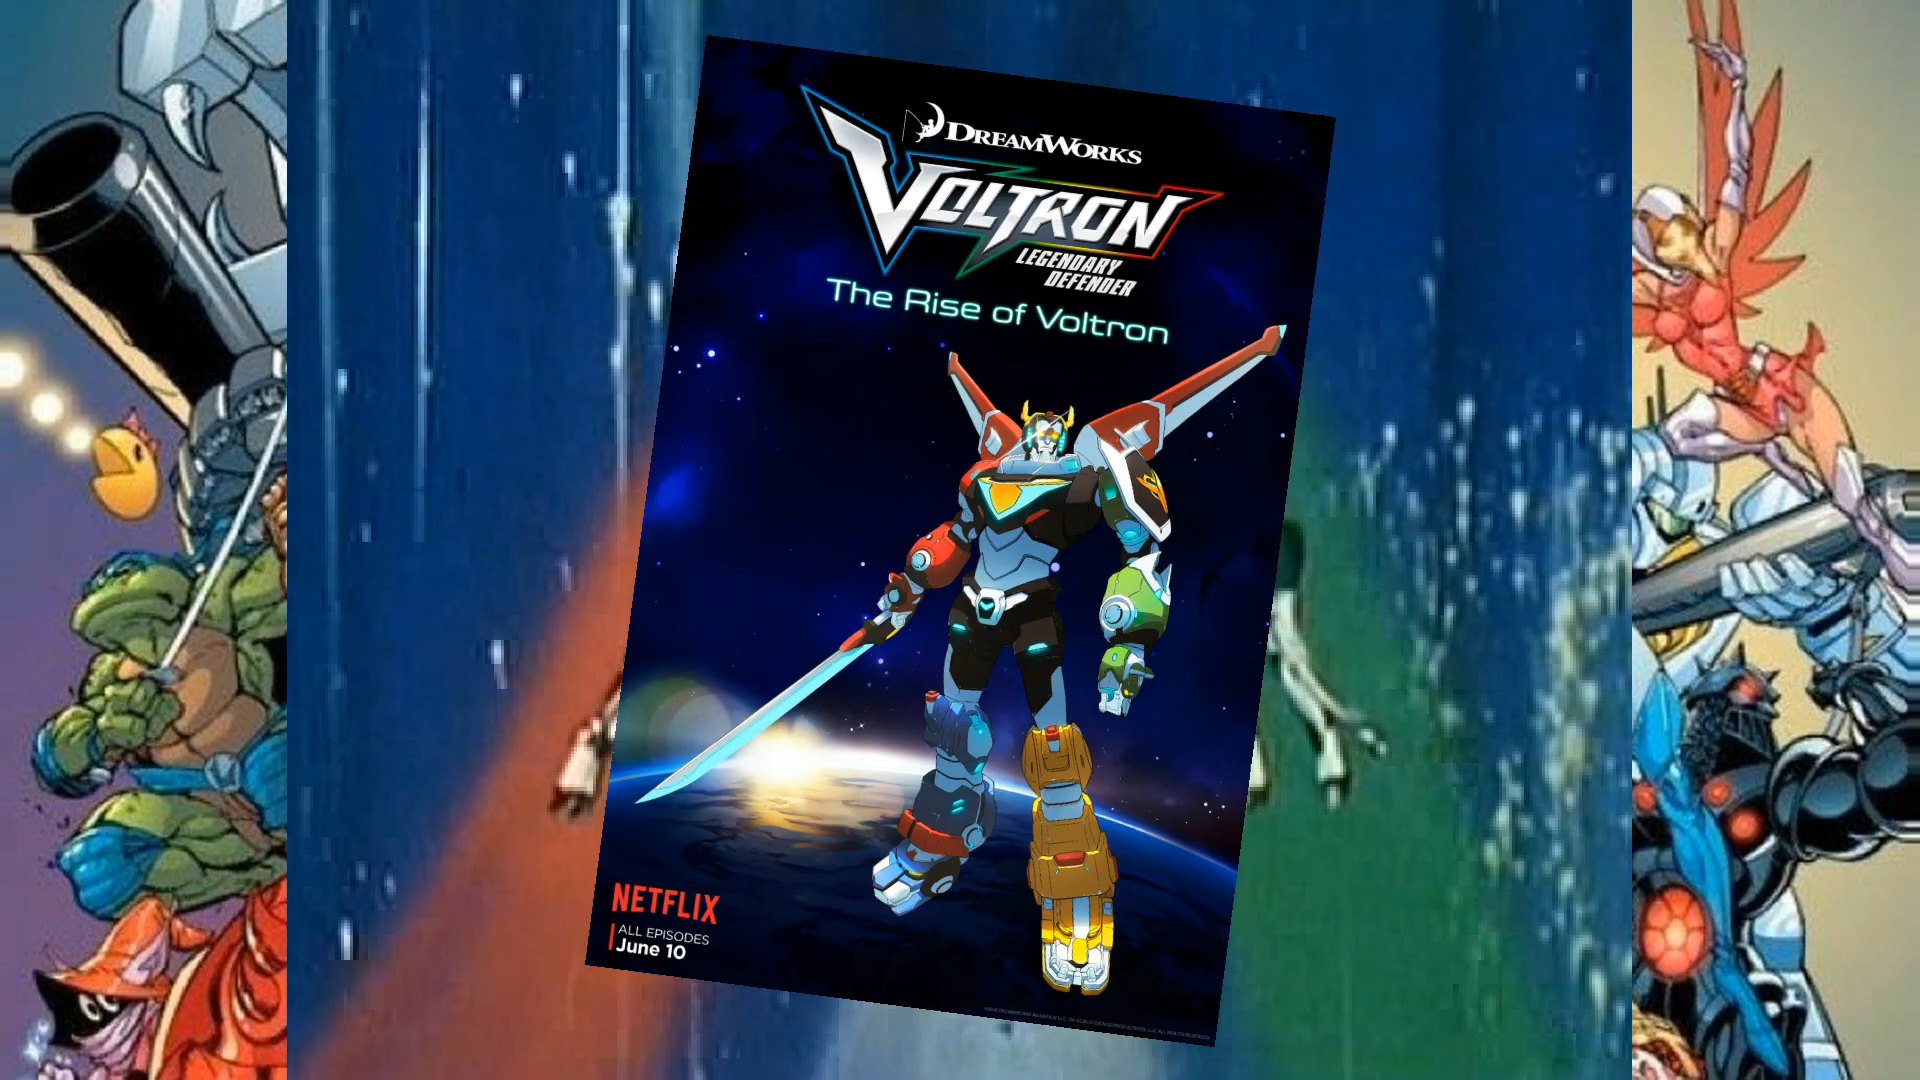 DREAMWORKS
VOLTRON
LEGENDARY
DEFENDER
The Rise of Voltron
NETFLIX
ALL EPISODES
June 10